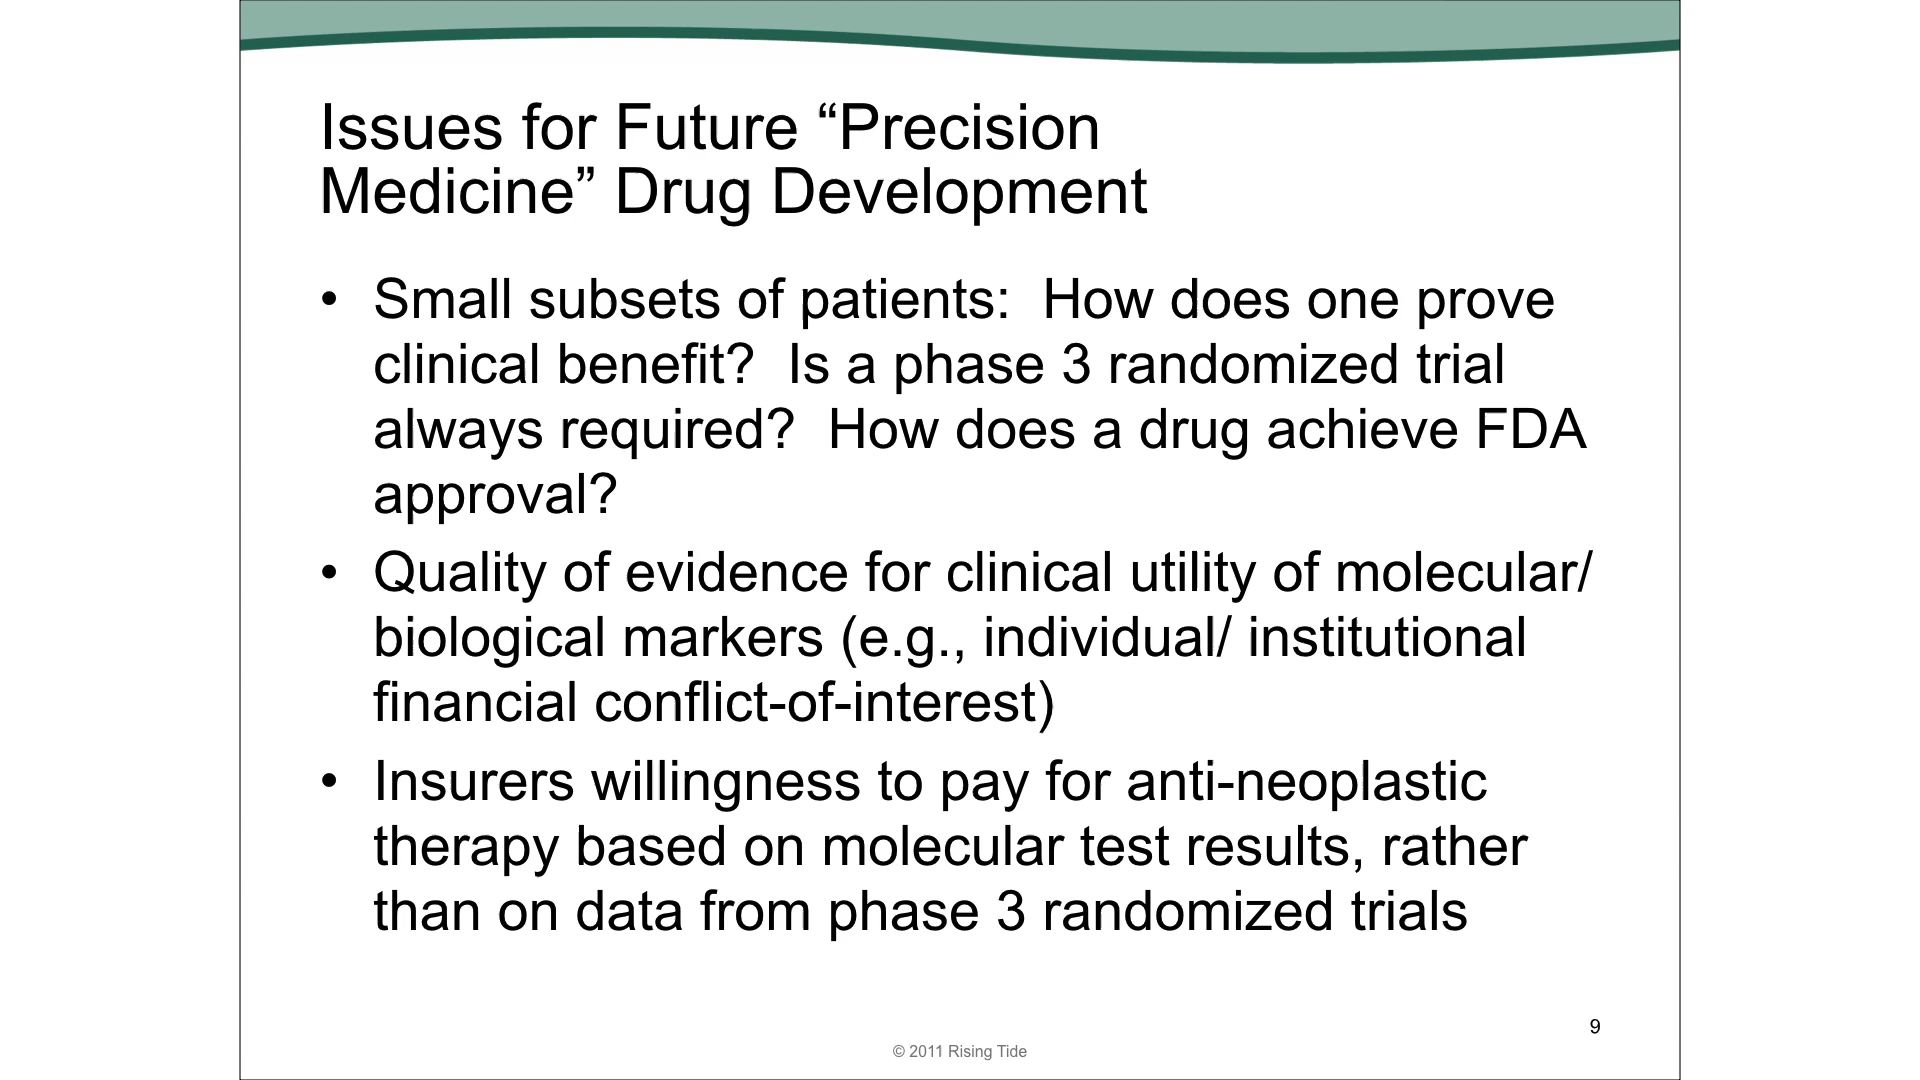 Issues for Future “Precision
Medicine” Drug Development
• Small subsets of patients:  How does one prove
clinical benefit?  Is a phase 3 randomized trial
always required?  How does a drug achieve FDA
approval?
• Quality of evidence for clinical utility of molecular/
biological markers (e.g., individual/ institutional
financial conflict-of-interest)
• Insurers willingness to pay for anti-neoplastic
therapy based on molecular test results, rather
than on data from phase 3 randomized trials
9
© 2011 Rising Tide